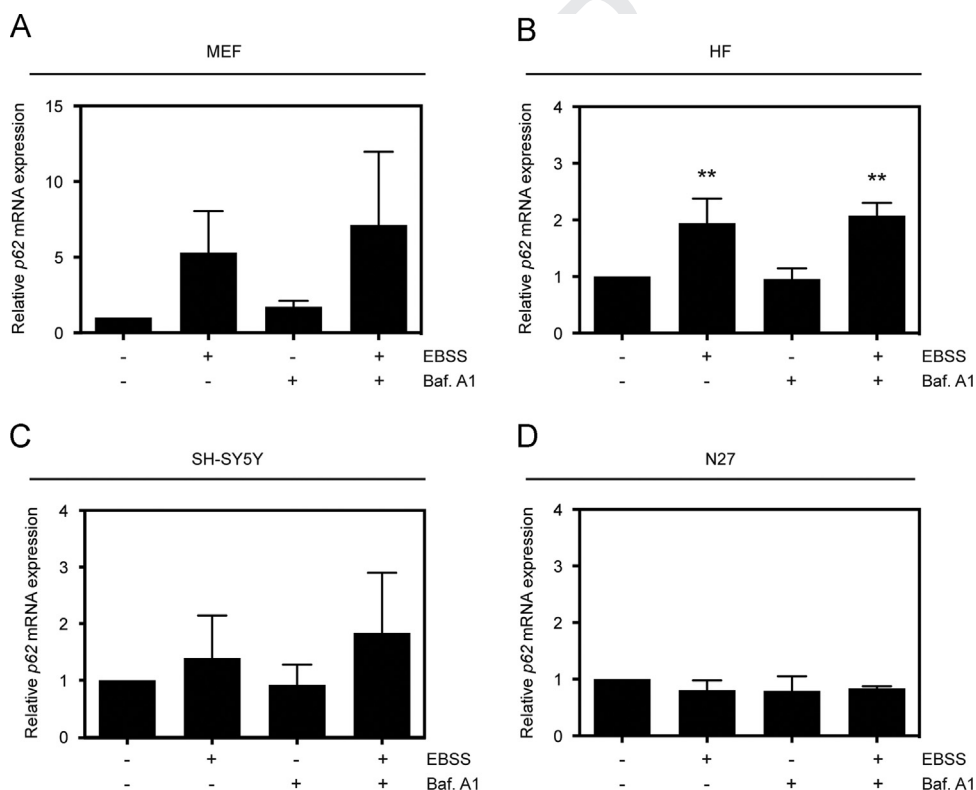 A
MEF
Relative p62 mRNA expression
15
10
5
0
- + - + EBSS
- - + + Baf. A1
B
HF
Relative p62 mRNA expression
4
3
2
1
0
** **
- + - + EBSS
- - + + Baf. A1
C
SH-SY5Y
Relative p62 mRNA expression
4
3
2
1
0
- + - + EBSS
- - + + Baf. A1
D
N27
Relative p62 mRNA expression
4
3
2
1
0
- + - + EBSS
- - + + Baf. A1